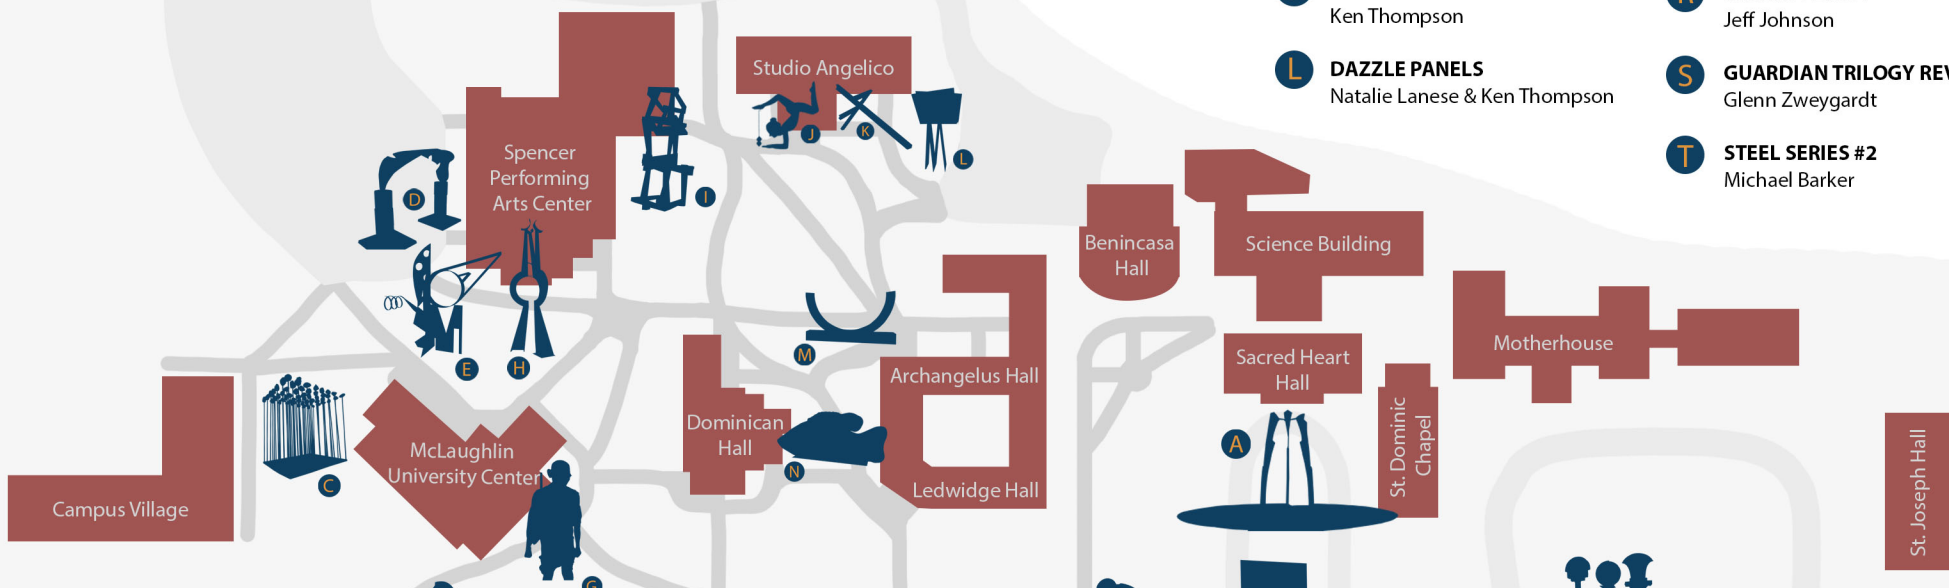 Ken Thompson
L DAZZLE PANELS
Natalie Lanese & Ken Thompson
Jeff Johnson
S GUARDIAN TRILOGY
Glenn Zweygardt
T STEEL SERIES #2
Michael Barker
Studio Angelico
J
K
L
Spencer
Performing
Arts Center
D
I
E
H
M
Benincasa
Hall
Science Building
Motherhouse
Sacred Heart
Hall
St. Dominic
Chapel
St. Joseph Hall
A
Archangelus Hall
Ledwidge Hall
Dominican
Hall
N
McLaughlin
University Center
C
Campus Village
G